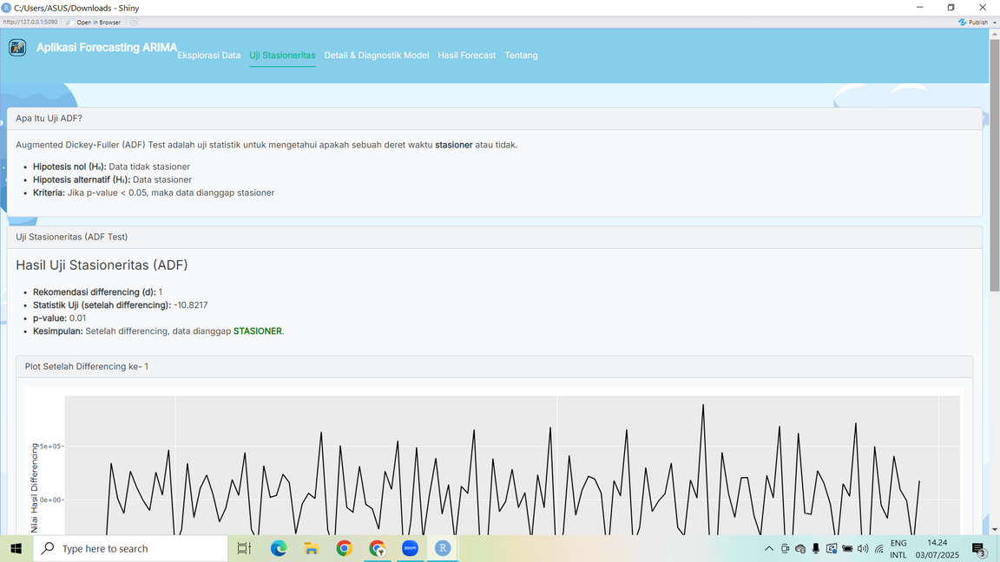 C:/Users/ASUS/Downloads - Shiny
http://127.0.0.1:5090 Open in Browser Publish
Aplikasi Forecasting ARIMA
Eksplorasi Data Uji Stasioneritas Detail & Diagnostik Model Hasil Forecast Tentang
Apa Itu Uji ADF?
Augmented Dickey-Fuller (ADF) Test adalah uji statistik untuk mengetahui apakah sebuah deret waktu stasioner atau tidak.
• Hipotesis nol (H₀): Data tidak stasioner
• Hipotesis alternatif (H₁): Data stasioner
• Kriteria: Jika p-value < 0.05, maka data dianggap stasioner
Uji Stasioneritas (ADF Test)
Hasil Uji Stasioneritas (ADF)
• Rekomendasi differencing (d): 1
• Statistik Uji (setelah differencing): -10.8217
• p-value: 0.01
• Kesimpulan: Setelah differencing, data dianggap STASIONER.
Plot Setelah Differencing ke- 1
Nilai Hasil Differencing
5e+05
0e+00
Type here to search
zoom
R
ENG
INTL
14.24
03/07/2025
3